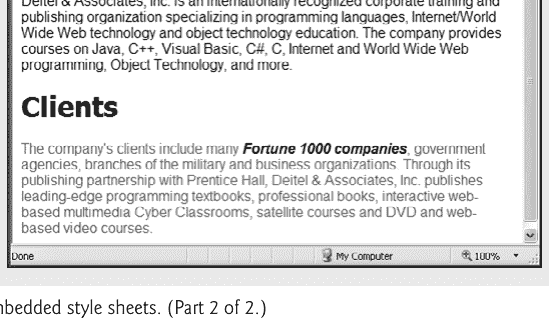 Deitel & Associates, Inc. is an internationally recognized corporate training and
publishing organization specializing in programming languages, Internet/World
Wide Web technology and object technology education. The company provides
courses on Java, C++, Visual Basic, C#, C, Internet and World Wide Web
programming, Object Technology, and more.
Clients
The company's clients include many Fortune 1000 companies, government
agencies, branches of the military and business organizations. Through its
publishing partnership with Prentice Hall, Deitel & Associates, Inc. publishes
leading-edge programming textbooks, professional books, interactive web-
based multimedia Cyber Classrooms, satellite courses and DVD and web-
based video courses.
Done My Computer 100%
style sheets. (Part 2 of 2.)